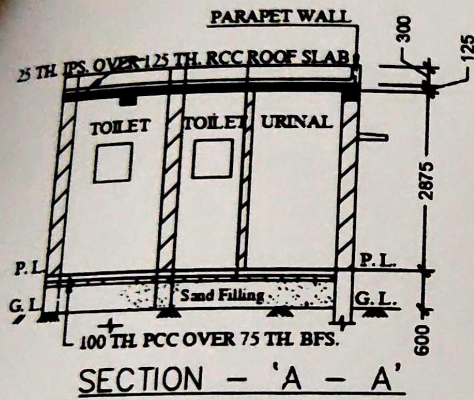 PARAPET WALL
25 TH. IPS. OVER 125 TH. RCC ROOF SLAB
300
125
TOILET
TOILET
URINAL
2875
P. L.
P. L.
G. L.
Sand Filling
G. L.
100 TH. PCC OVER 75 TH. BFS.
600
SECTION - 'A - A'